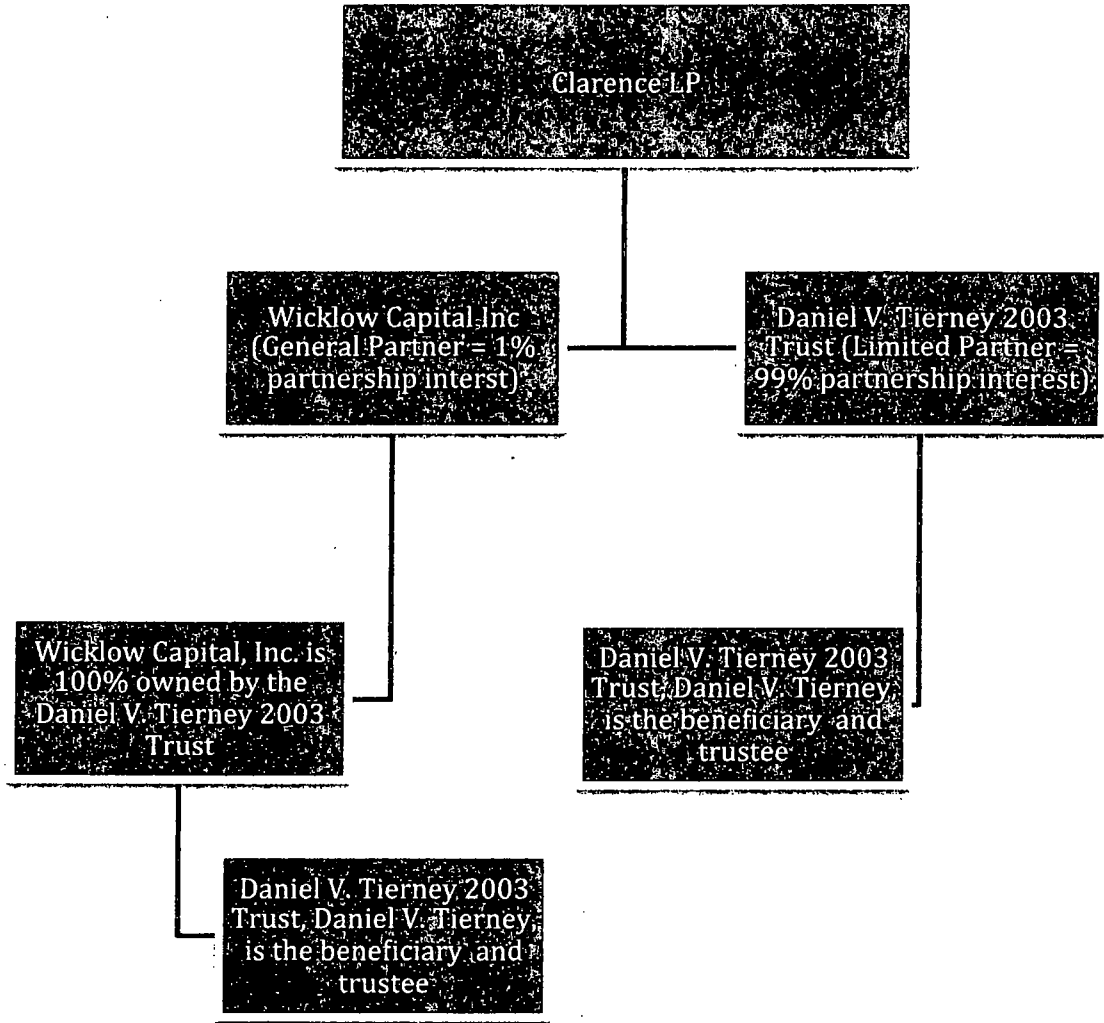 Clarence LP
Wicklow Capital Inc
(General Partner = 1%
partnership interst)
Daniel V. Tierney 2003
Trust (Limited Partner =
99% partnership interest)
Wicklow Capital, Inc. is
100% owned by the
Daniel V. Tierney 2003
Trust
Daniel V. Tierney 2003
Trust, Daniel V. Tierney,
is the beneficiary and
trustee
Daniel V. Tierney 2003
Trust, Daniel V. Tierney,
is the beneficiary and
trustee